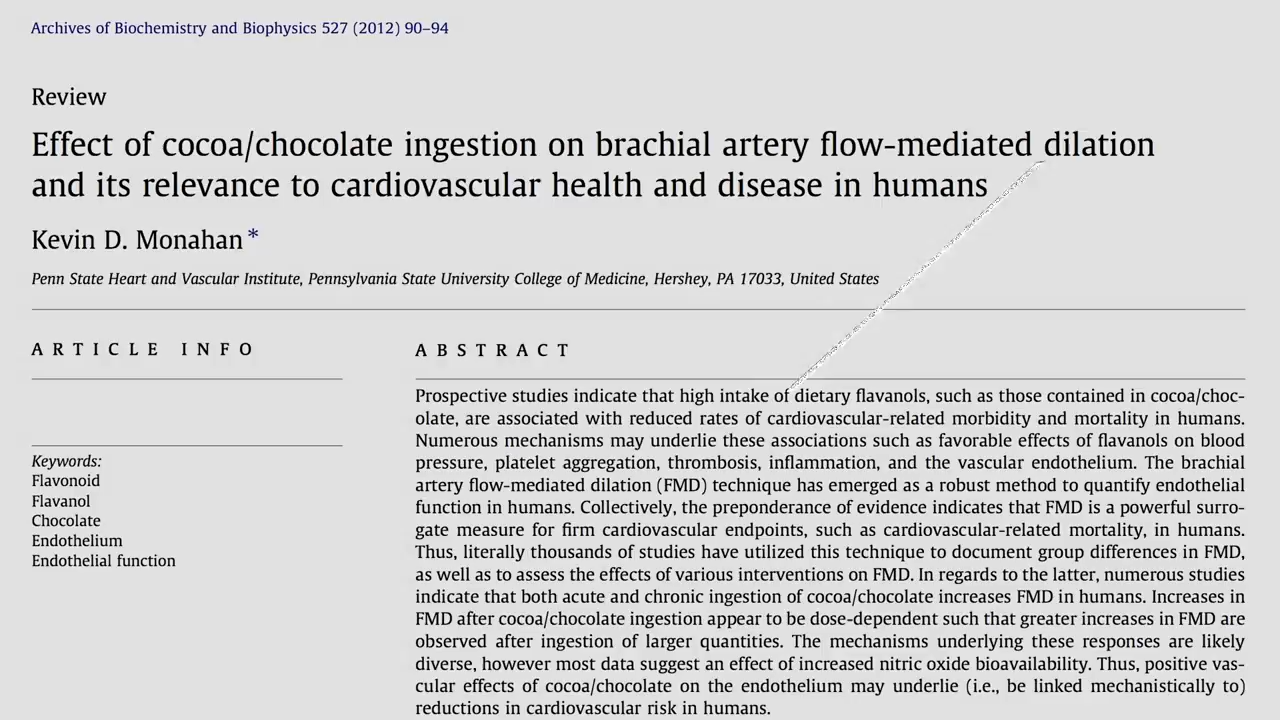 Archives of Biochemistry and Biophysics 527 (2012) 90–94
Review
Effect of cocoa/chocolate ingestion on brachial artery flow-mediated dilation
and its relevance to cardiovascular health and disease in humans
Kevin D. Monahan *
Penn State Heart and Vascular Institute, Pennsylvania State University College of Medicine, Hershey, PA 17033, United States
ARTICLE INFO
Keywords:
Flavonoid
Flavanol
Chocolate
Endothelium
Endothelial function
ABSTRACT
Prospective studies indicate that high intake of dietary flavanols, such as those contained in cocoa/choc-
olate, are associated with reduced rates of cardiovascular-related morbidity and mortality in humans.
Numerous mechanisms may underlie these associations such as favorable effects of flavanols on blood
pressure, platelet aggregation, thrombosis, inflammation, and the vascular endothelium. The brachial
artery flow-mediated dilation (FMD) technique has emerged as a robust method to quantify endothelial
function in humans. Collectively, the preponderance of evidence indicates that FMD is a powerful surro-
gate measure for firm cardiovascular endpoints, such as cardiovascular-related mortality, in humans.
Thus, literally thousands of studies have utilized this technique to document group differences in FMD,
as well as to assess the effects of various interventions on FMD. In regards to the latter, numerous studies
indicate that both acute and chronic ingestion of cocoa/chocolate increases FMD in humans. Increases in
FMD after cocoa/chocolate ingestion appear to be dose-dependent such that greater increases in FMD are
observed after ingestion of larger quantities. The mechanisms underlying these responses are likely
diverse, however most data suggest an effect of increased nitric oxide bioavailability. Thus, positive vas-
cular effects of cocoa/chocolate on the endothelium may underlie (i.e., be linked mechanistically to)
reductions in cardiovascular risk in humans.